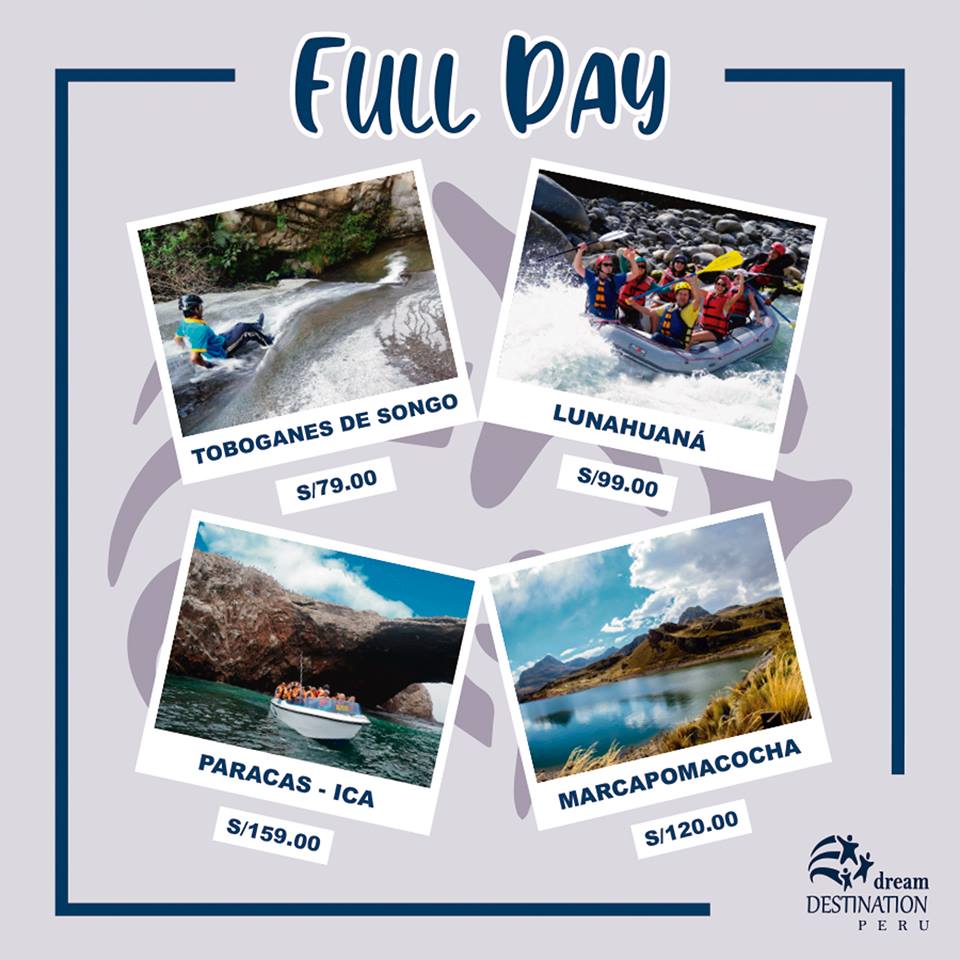 FULL DAY
TOBOGANES DE SONGO
S/79.00
LUNAHUANÁ
S/99.00
PARACAS - ICA
S/159.00
MARCAPOMACOCHA
S/120.00
dream
DESTINATION
PERU